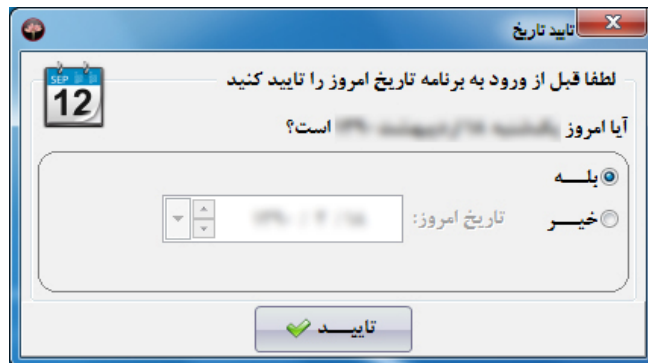 تایید تاریخ
لطفا قبل از ورود به برنامه تاریخ امروز را تایید کنید
SEP
12
آیا امروز است؟
بلـــه
خیـــر
تاریخ امروز:
تاییـــد